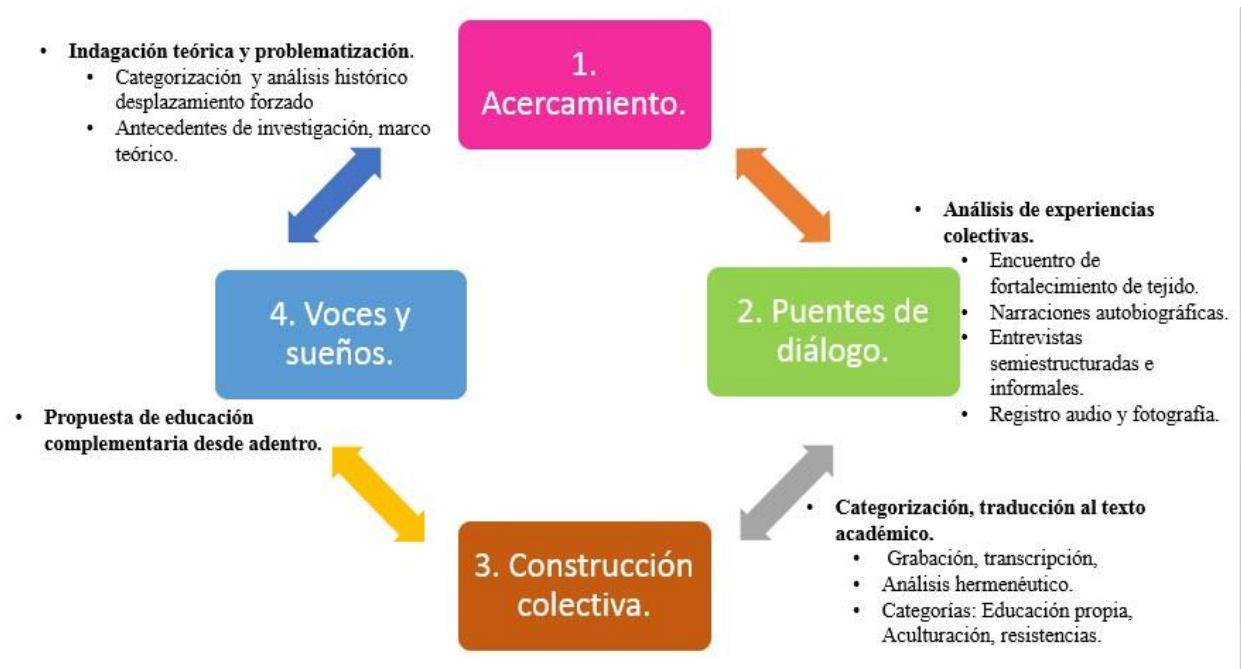 • Indagación teórica y problematización.
• Categorización y análisis histórico
desplazamiento forzado
• Antecedentes de investigación, marco
teórico.
1.
Acercamiento.
• Análisis de experiencias
colectivas.
• Encuentro de
fortalecimiento de tejido.
• Narraciones autobiográficas.
• Entrevistas
semiestructuradas e
informales.
• Registro audio y fotografía.
2. Puentes de
diálogo.
• Categorización, traducción al texto
académico.
• Grabación, transcripción,
• Análisis hermenéutico.
• Categorías: Educación propia,
Aculturación, resistencias.
3. Construcción
colectiva.
• Propuesta de educación
complementaria desde adentro.
4. Voces y
sueños.